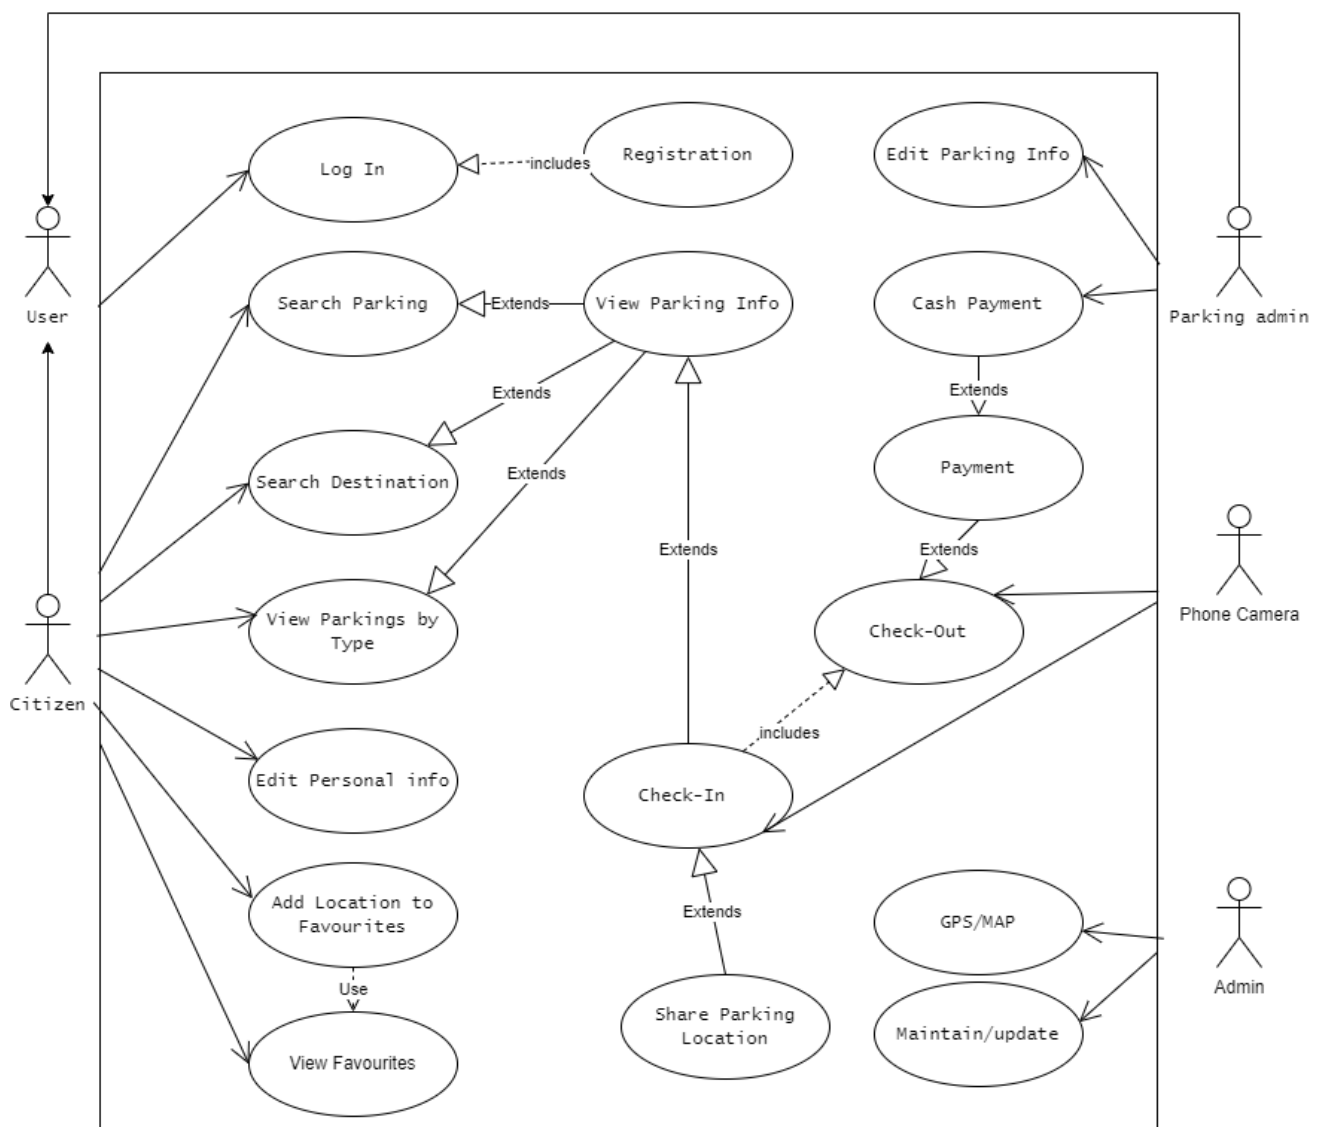 Log In
includes
Registration
Edit Parking Info
User
Search Parking
Extends
View Parking Info
Cash Payment
Parking admin
Extends
Extends
Extends
Search Destination
Payment
Extends
Extends
Phone Camera
View Parkings by
Type
Check-Out
Citizen
includes
Edit Personal info
Check-In
Add Location to
Favourites
Extends
GPS/MAP
Admin
Use
Share Parking
Location
Maintain/update
View Favourites